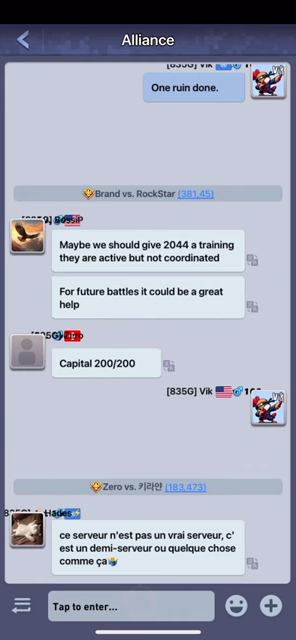 Alliance
[835G] Vik
One ruin done.
Brand vs. RockStar (381,45)
BossiP
Maybe we should give 2044 a training
they are active but not coordinated
For future battles it could be a great
help
Capital 200/200
[835G] Vik
Zero vs. 키라얀 (183,473)
Hades
ce serveur n'est pas un vrai serveur, c'
est un demi-serveur ou quelque chose
comme ça
Tap to enter...